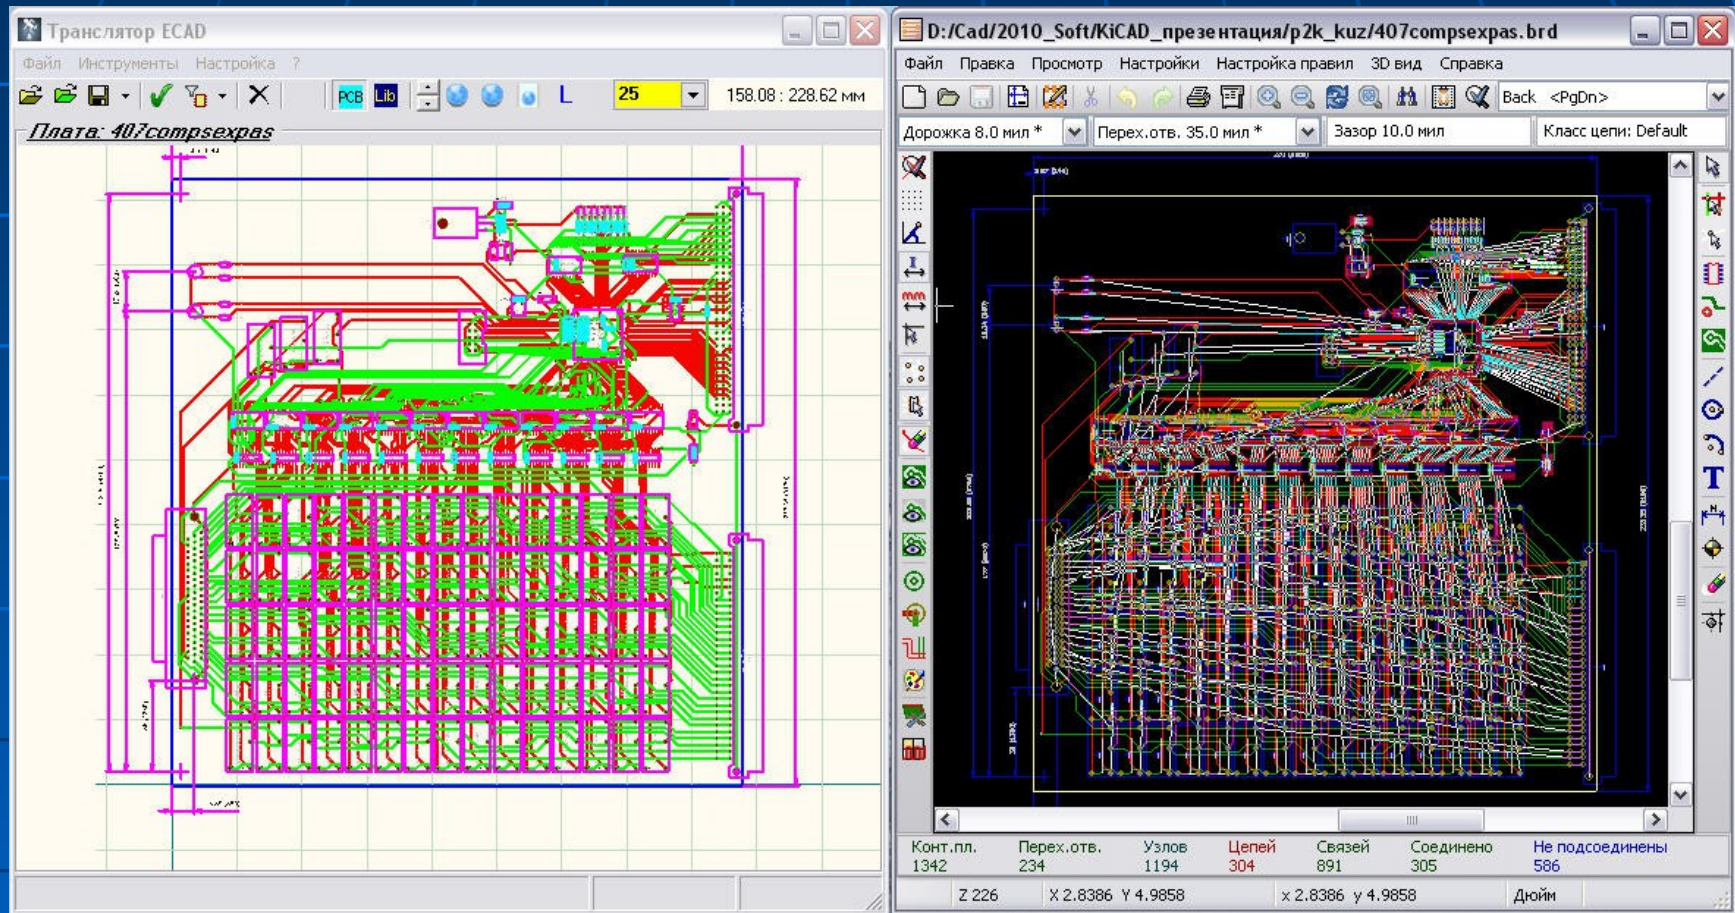 Транслятор ECAD
Файл Инструменты Настройка ?
PCB Lib L 25 158.08 : 228.62 мм
Плата: 407compsexpas
D:/Cad/2010_Soft/KiCAD_презентация/p2k_kuz/407compsexpas.brd
Файл Правка Просмотр Настройки Настройка правил 3D вид Справка
Back <PgDn>
Дорожка 8.0 мил * Перех.отв. 35.0 мил * Зазор 10.0 мил Класс цепи: Default
Конт.пл. Перех.отв. Узлов Цепей Связей Соединено Не подсоединены
1342 234 1194 304 891 305 586
Z 226 X 2.8386 Y 4.9858 x 2.8386 y 4.9858 Дюйм